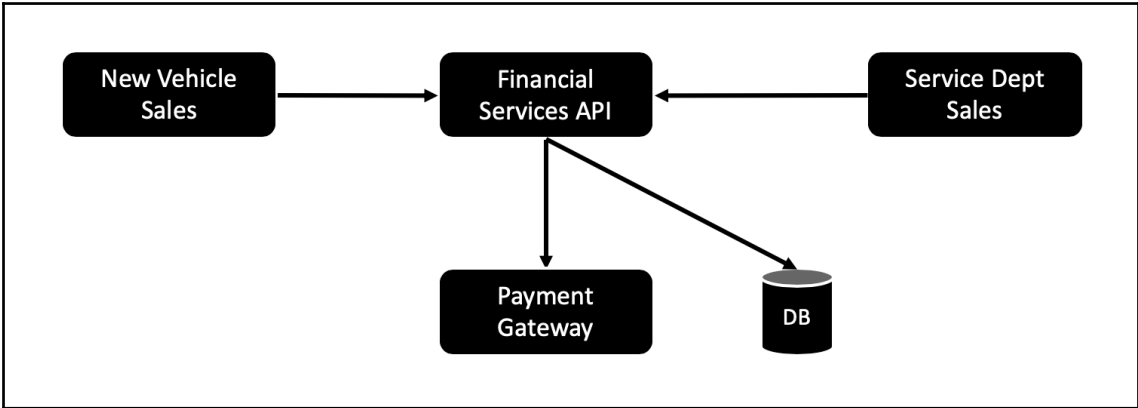 New Vehicle
Sales
Financial
Services API
Service Dept
Sales
Payment
Gateway
DB